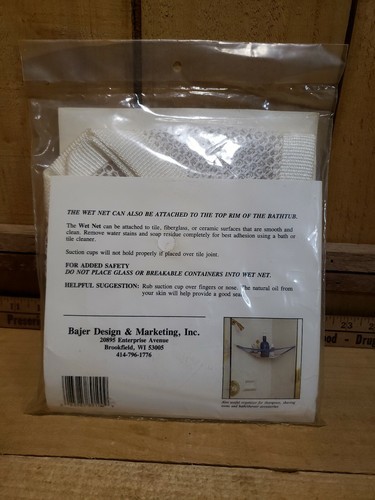 THE WET NET CAN ALSO BE ATTACHED TO THE TOP RIM OF THE BATHTUB.
The Wet Net can be attached to tile, fiberglass, or ceramic surfaces that are smooth and
clean. Remove water stains and soap residue completely for best adhesion using a bath or
tile cleaner.
Suction cups will not hold properly if placed over tile joint.
FOR ADDED SAFETY
DO NOT PLACE GLASS OR BREAKABLE CONTAINERS INTO WET NET.
HELPFUL SUGGESTION: Rub suction cup over fingers or nose. The natural oil from
your skin will help provide a good seal.
Bajer Design & Marketing, Inc.
20895 Enterprise Avenue
Brookfield, WI 53005
414-796-1776